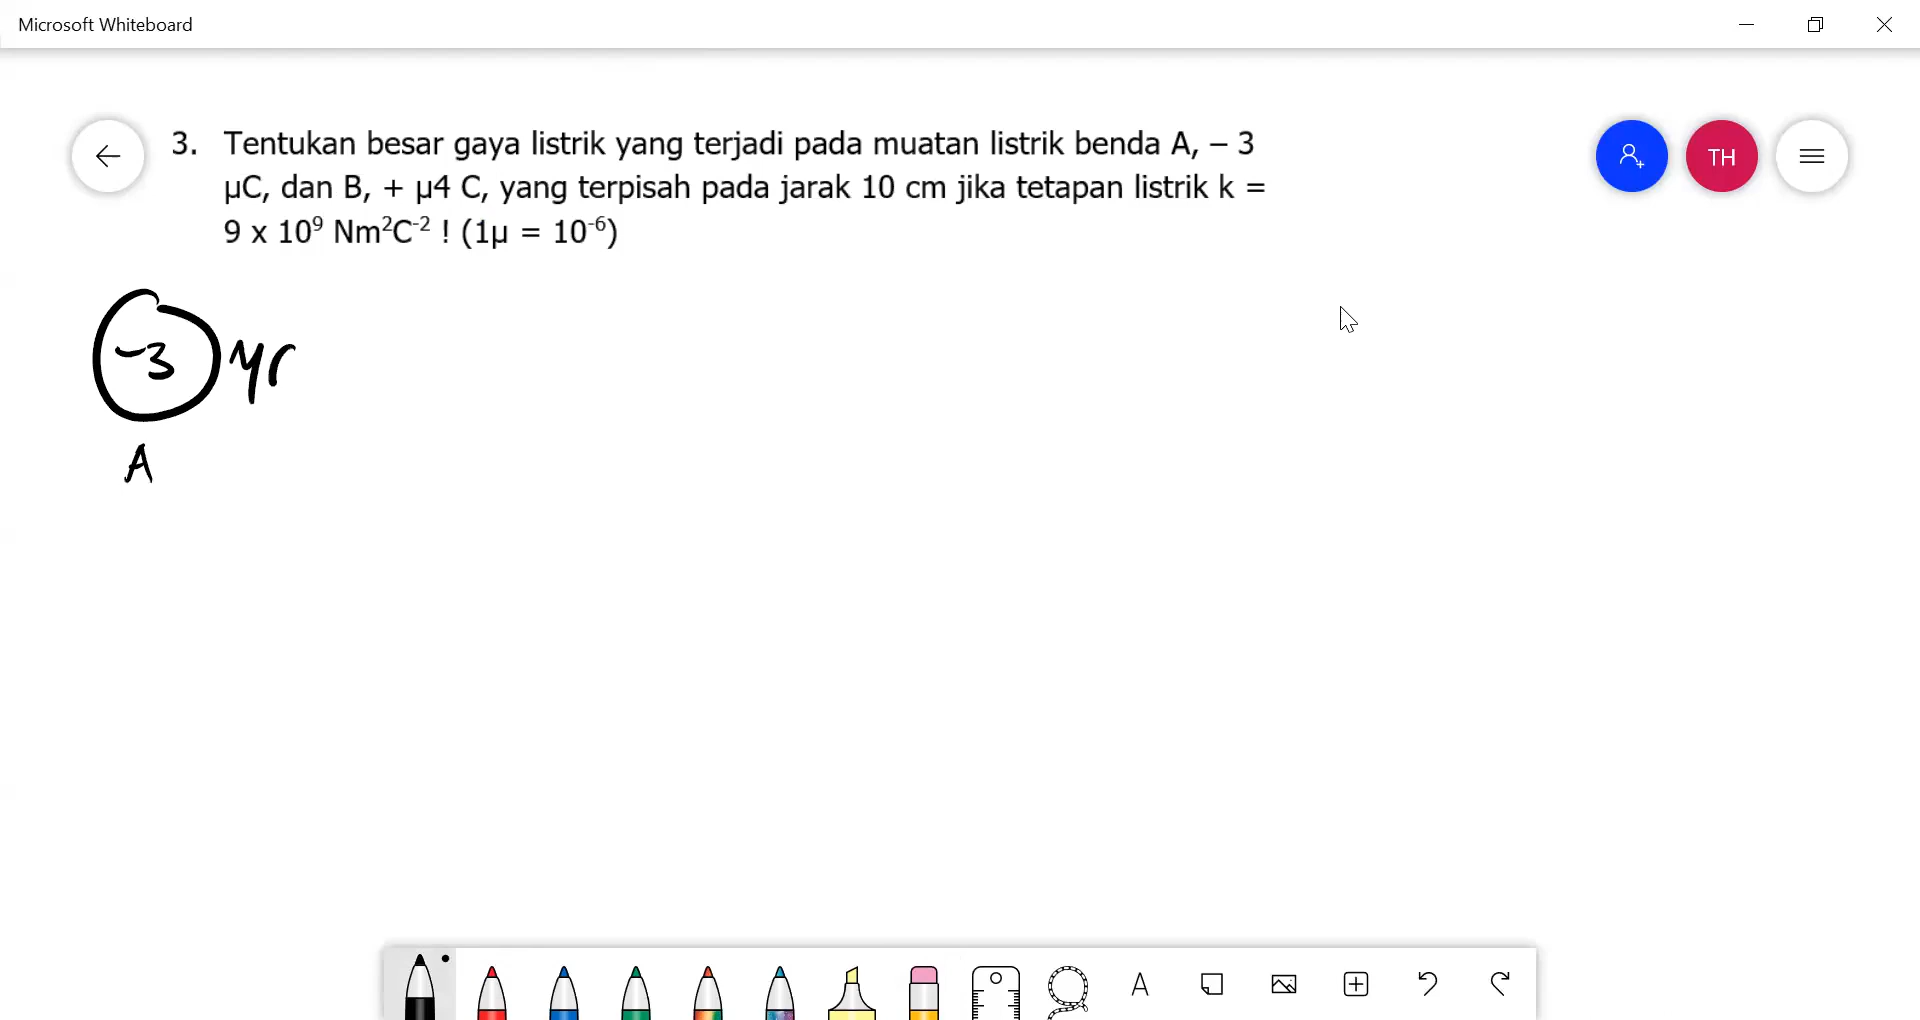 Microsoft Whiteboard
3. Tentukan besar gaya listrik yang terjadi pada muatan listrik benda A, – 3
µC, dan B, + µ4 C, yang terpisah pada jarak 10 cm jika tetapan listrik k =
9 x 10⁹ Nm²C⁻² ! (1µ = 10⁻⁶)
TH
-3 µC
A
A